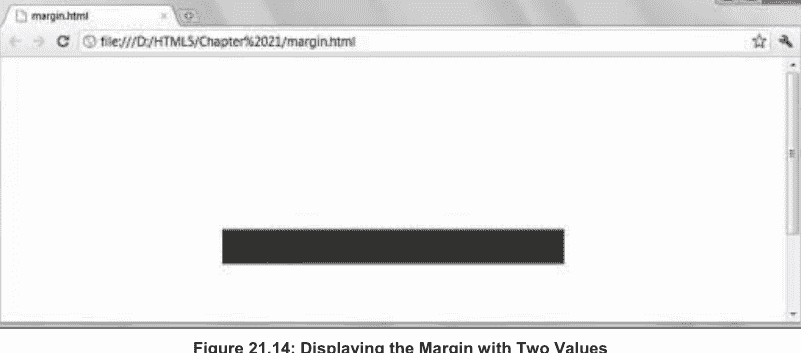 margin.html
file:///D:/HTML5/Chapter%2021/margin.html
Figure 21.14: Displaying the Margin with Two Values